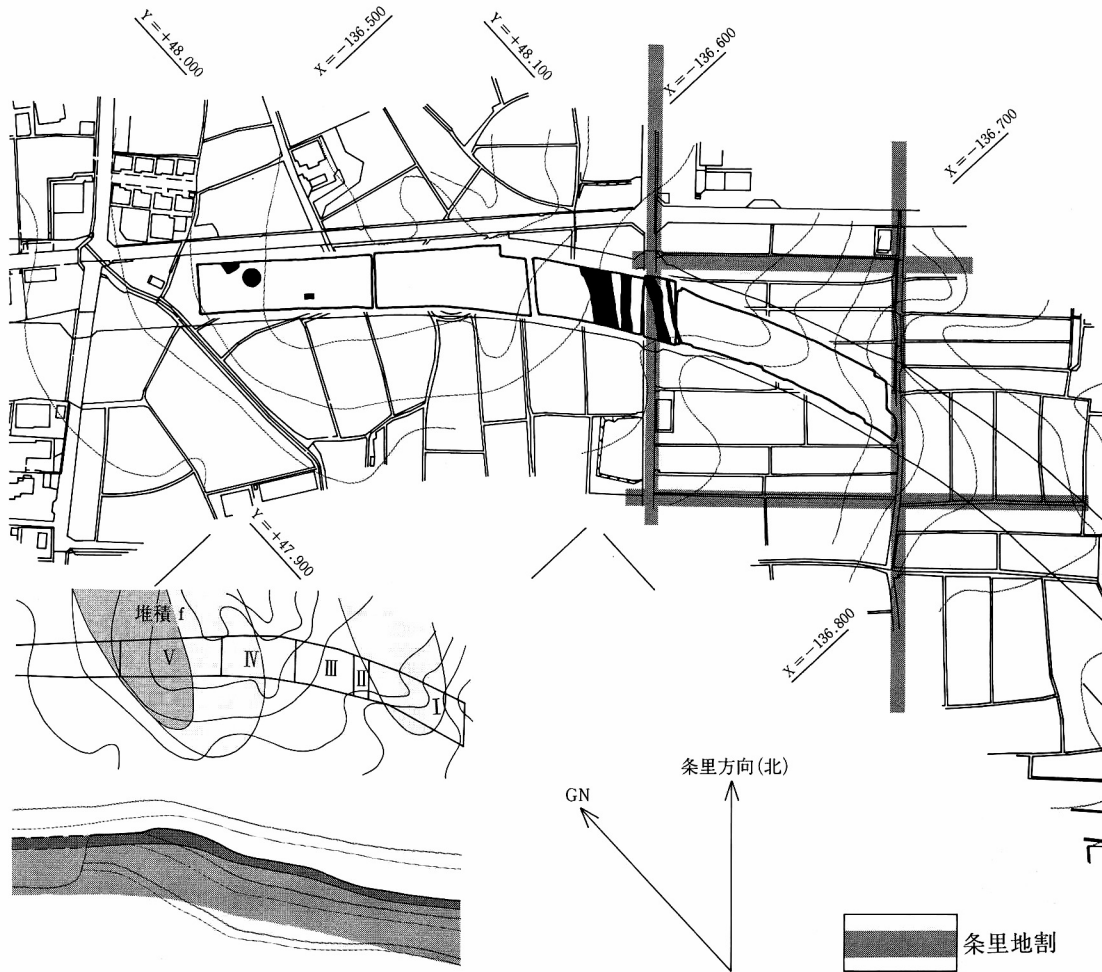 Y=+48.000
X=-136.500
Y=+48.100
X=-136.600
X=-136.700
Y=+47.900
堆積 f
Ⅴ
Ⅳ
Ⅲ
Ⅱ
Ⅰ
X=-136.800
条里方向(北)
GN
条里地割